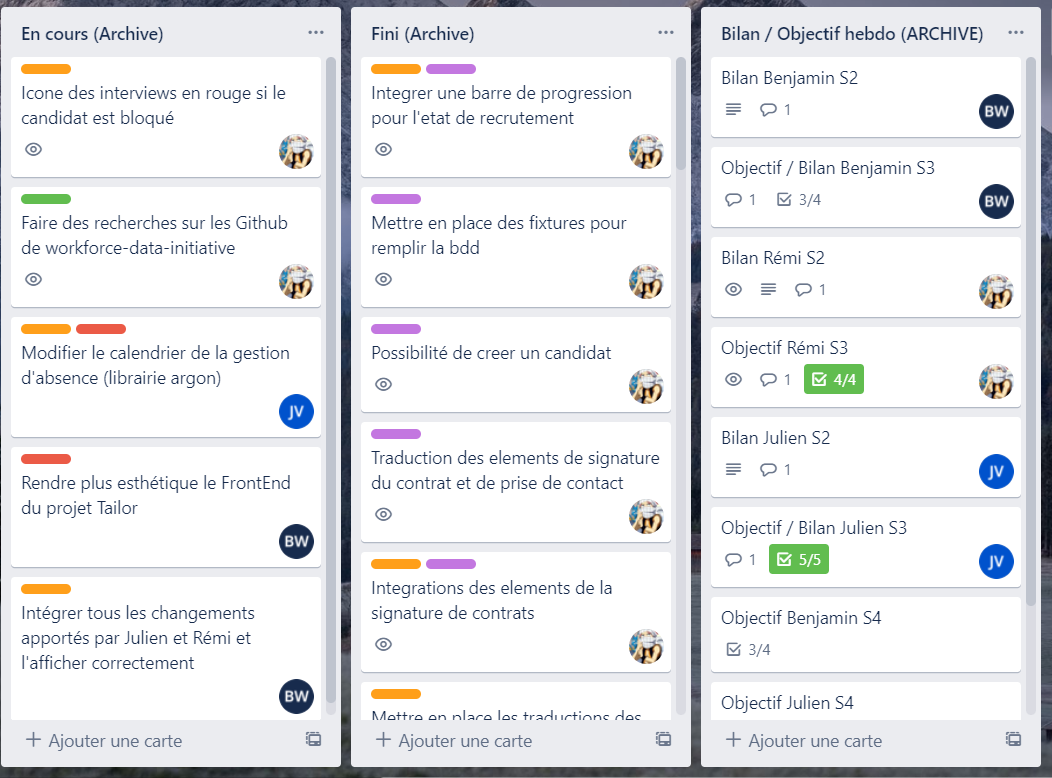 En cours (Archive)
Icone des interviews en rouge si le
candidat est bloqué
Faire des recherches sur les Github
de workforce-data-initiative
Modifier le calendrier de la gestion
d'absence (librairie argon)
JV
Rendre plus esthétique le FrontEnd
du projet Tailor
BW
Intégrer tous les changements
apportés par Julien et Rémi et
l'afficher correctement
BW
Ajouter une carte
Fini (Archive)
Integrer une barre de progression
pour l'etat de recrutement
Mettre en place des fixtures pour
remplir la bdd
Possibilité de creer un candidat
Traduction des elements de signature
du contrat et de prise de contact
Integrations des elements de la
signature de contrats
Mettre en place les traductions des
Ajouter une carte
Bilan / Objectif hebdo (ARCHIVE)
Bilan Benjamin S2
1
BW
Objectif / Bilan Benjamin S3
1 3/4
BW
Bilan Rémi S2
1
Objectif Rémi S3
1 4/4
Bilan Julien S2
1
JV
Objectif / Bilan Julien S3
1 5/5
JV
Objectif Benjamin S4
3/4
Objectif Julien S4
Ajouter une carte